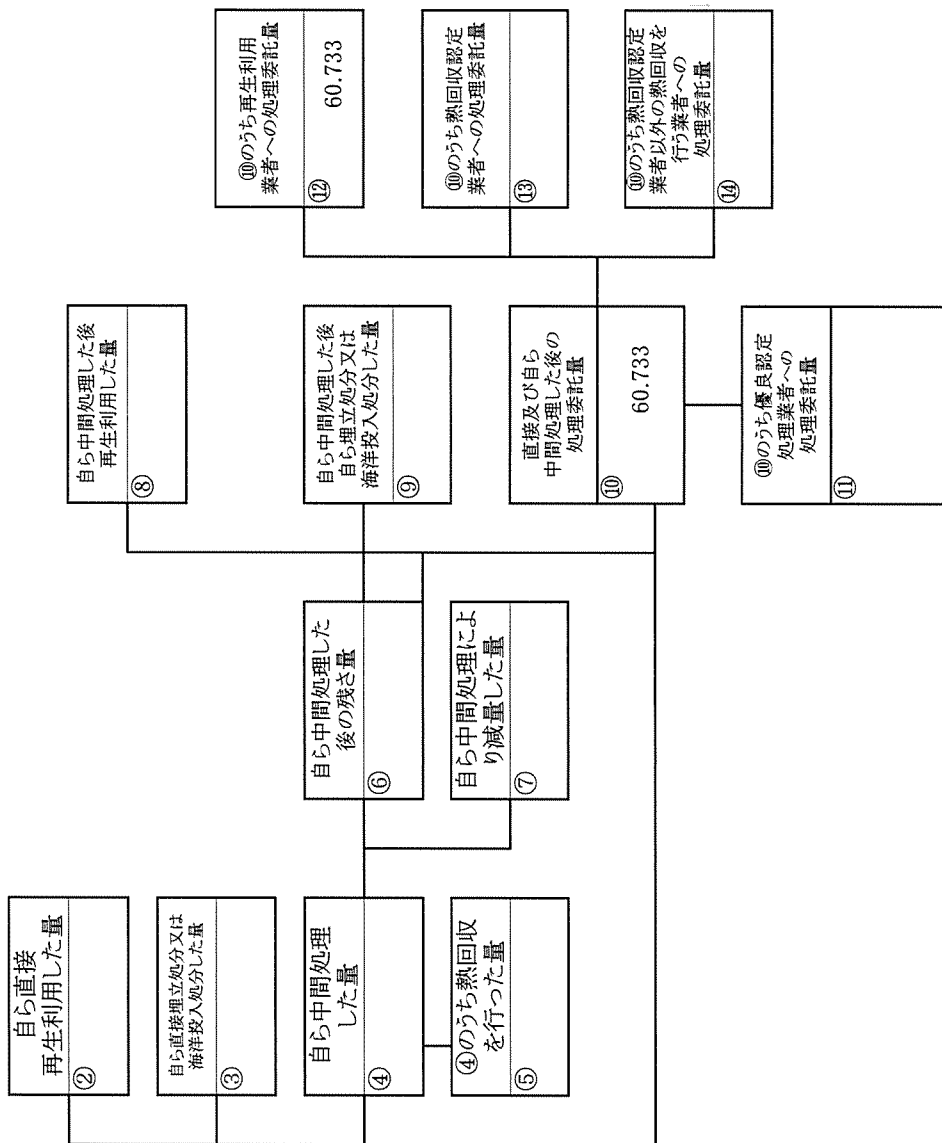 自ら直接
再生利用した量
②
自ら直接埋立処分又は
海洋投入処分した量
③
自ら中間処理
した量
④
④のうち熱回収
を行った量
⑤
自ら中間処理した
後の残さ量
⑥
自ら中間処理によ
り減量した量
⑦
自ら中間処理した後
再生利用した量
⑧
自ら中間処理した後
自ら埋立処分又は
海洋投入処分した量
⑨
直接及び自ら
中間処理した後の
処理委託量
⑩
60.733
⑩のうち優良認定
処理業者への
処理委託量
⑪
⑩のうち再生利用
業者への処理委託量
⑫
60.733
⑩のうち熱回収認定
業者への処理委託量
⑬
⑩のうち熱回収認定
業者以外の熱回収を
行う業者への
処理委託量
⑭